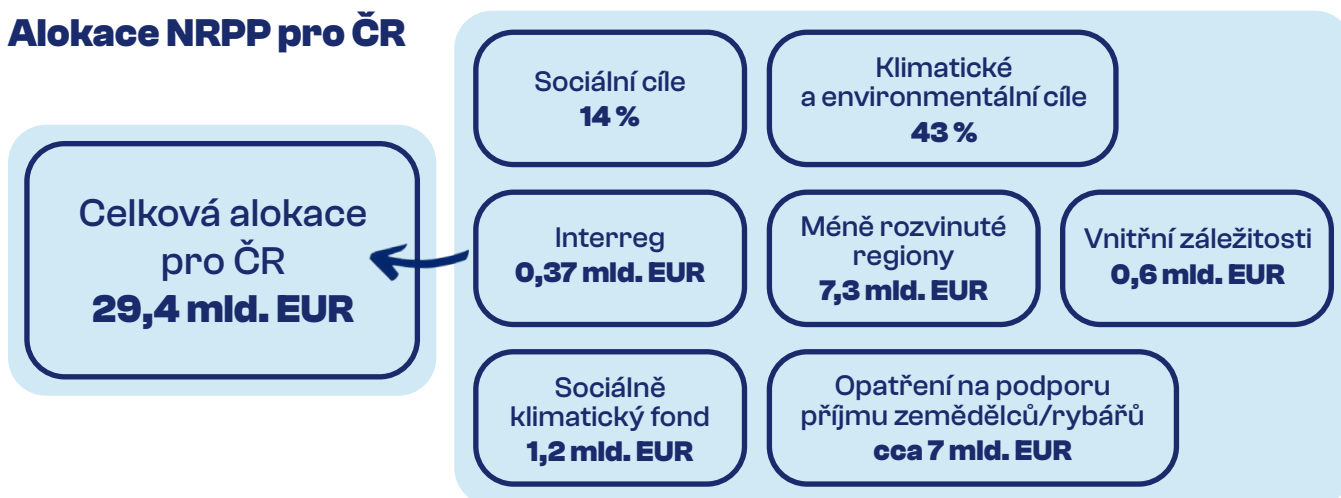 Alokace NRPP pro ČR
Celková alokace
pro ČR
29,4 mld. EUR
Sociální cíle
14 %
Klimatické
a environmentální cíle
43 %
Interreg
0,37 mld. EUR
Méně rozvinuté
regiony
7,3 mld. EUR
Vnitřní záležitosti
0,6 mld. EUR
Sociálně
klimatický fond
1,2 mld. EUR
Opatření na podporu
příjmu zemědělců/rybářů
cca 7 mld. EUR